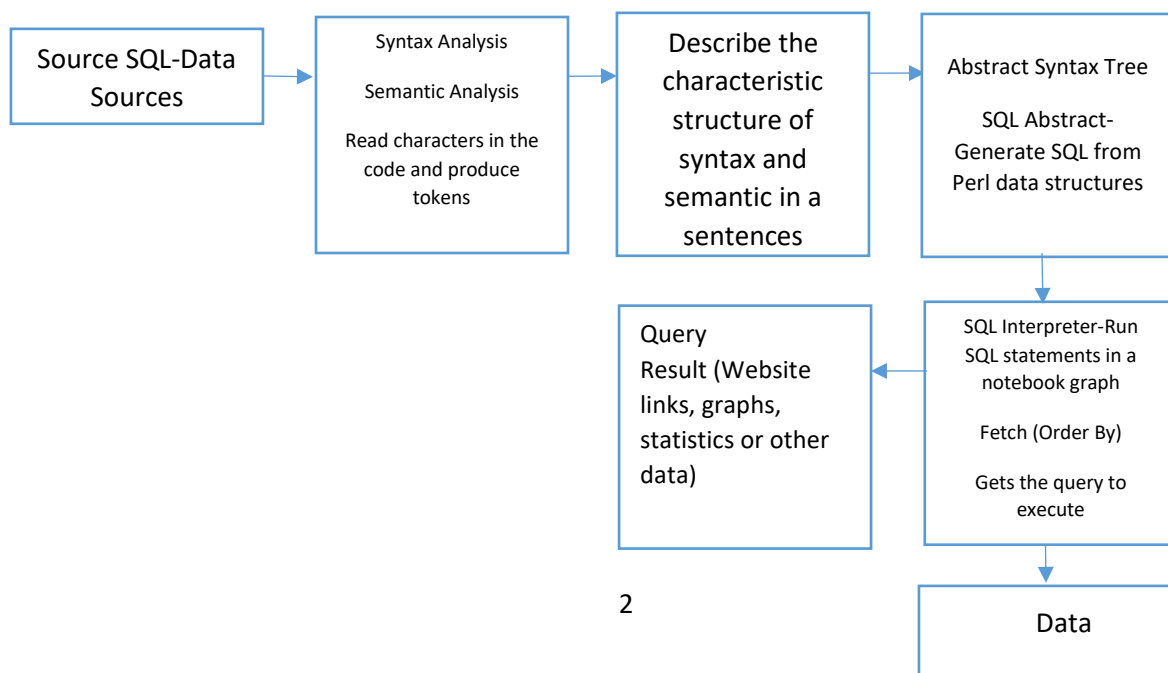 Source SQL-Data
Sources
Syntax Analysis
Semantic Analysis
Read characters in the
code and produce
tokens
Describe the
characteristic
structure of
syntax and
semantic in a
sentences
Abstract Syntax Tree
SQL Abstract-
Generate SQL from
Perl data structures
Query
Result (Website
links, graphs,
statistics or other
data)
SQL Interpreter-Run
SQL statements in a
notebook graph
Fetch (Order By)
Gets the query to
execute
2
Data